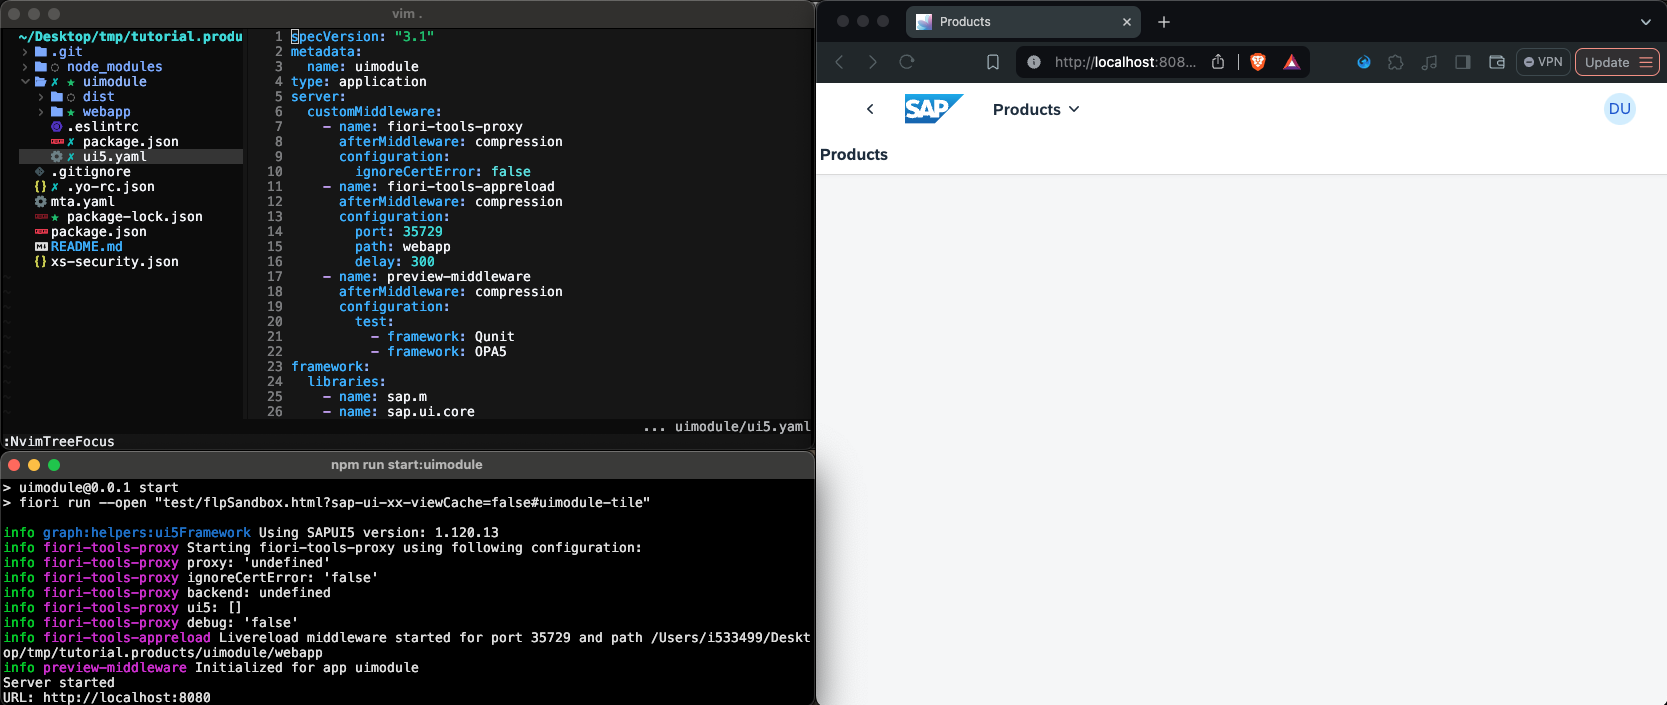 vim .
~/Desktop/tmp/tutorial.produ
.git
node_modules
uimodule
dist
webapp
.eslintrc
package.json
ui5.yaml
.gitignore
.yo-rc.json
mta.yaml
package-lock.json
package.json
README.md
xs-security.json
1 specVersion: "3.1"
2 metadata:
3 name: uimodule
4 type: application
5 server:
6 customMiddleware:
7 - name: fiori-tools-proxy
8 afterMiddleware: compression
9 configuration:
10 ignoreCertError: false
11 - name: fiori-tools-appreload
12 afterMiddleware: compression
13 configuration:
14 port: 35729
15 path: webapp
16 delay: 300
17 - name: preview-middleware
18 afterMiddleware: compression
19 configuration:
20 test:
21 - framework: Qunit
22 - framework: OPA5
23 framework:
24 libraries:
25 - name: sap.m
26 - name: sap.ui.core
... uimodule/ui5.yaml
:NvimTreeFocus
npm run start:uimodule
> uimodule@0.0.1 start
> fiori run --open "test/flpSandbox.html?sap-ui-xx-viewCache=false#uimodule-tile"
info graph:helpers:ui5Framework Using SAPUI5 version: 1.120.13
info fiori-tools-proxy Starting fiori-tools-proxy using following configuration:
info fiori-tools-proxy proxy: 'undefined'
info fiori-tools-proxy ignoreCertError: 'false'
info fiori-tools-proxy backend: undefined
info fiori-tools-proxy ui5: []
info fiori-tools-proxy debug: 'false'
info fiori-tools-appreload Livereload middleware started for port 35729 and path /Users/i533499/Deskt
op/tmp/tutorial.products/uimodule/webapp
info preview-middleware Initialized for app uimodule
Server started
URL: http://localhost:8080
Products
http://localhost:808...
VPN
Update
SAP
Products
DU
Products